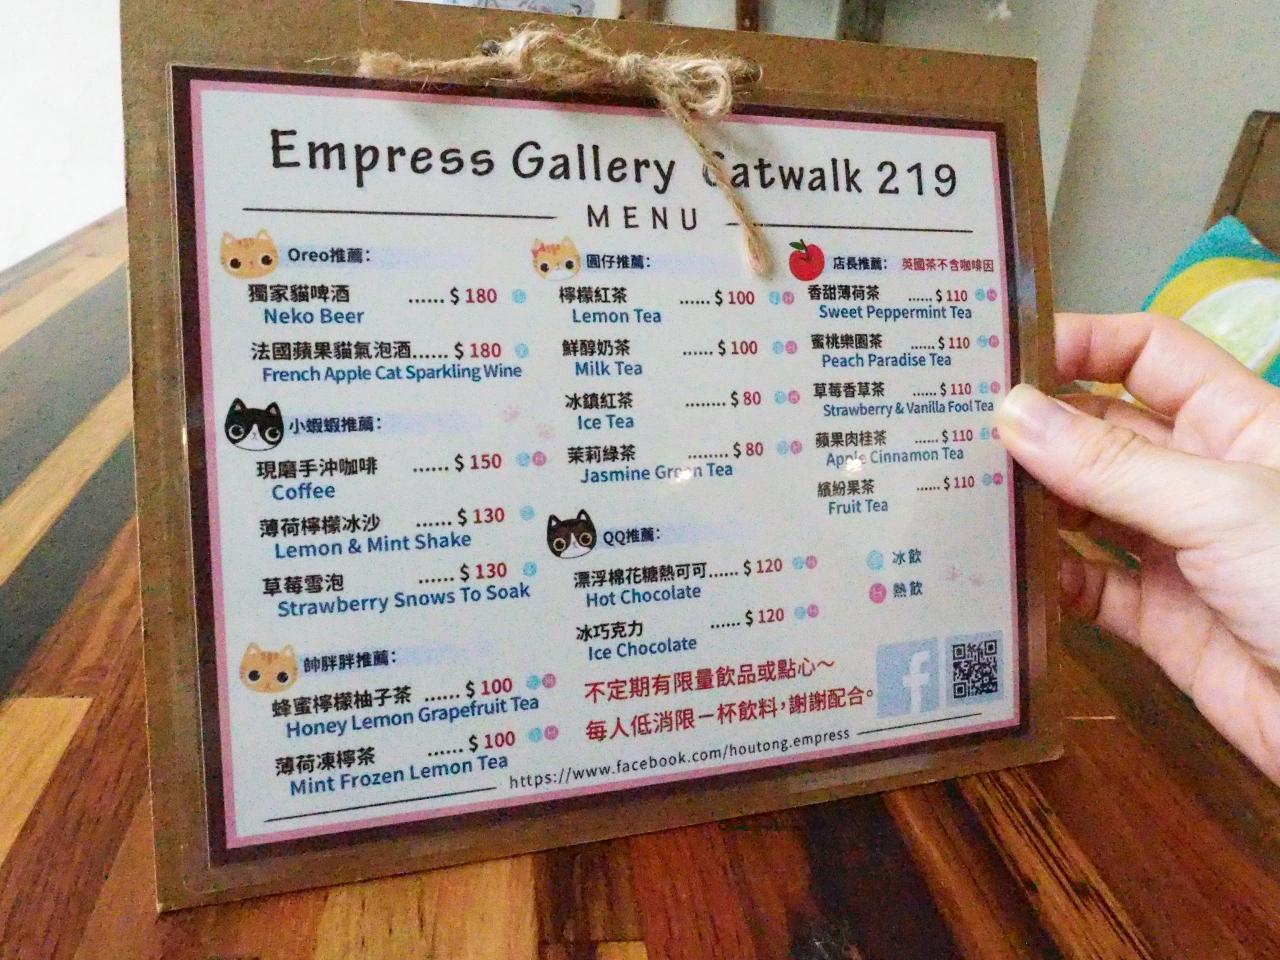 Empress Gallery Catwalk 219
MENU
Oreo推薦：
獨家貓啤酒 ...... $ 180
Neko Beer
法國蘋果貓氣泡酒...... $ 180
French Apple Cat Sparkling Wine
小蝦蝦推薦：
現磨手沖咖啡 ...... $ 150
Coffee
薄荷檸檬冰沙 ...... $ 130
Lemon & Mint Shake
草莓雪泡 ...... $ 130
Strawberry Snows To Soak
帥胖胖推薦：
蜂蜜檸檬柚子茶 ...... $ 100
Honey Lemon Grapefruit Tea
薄荷凍檸茶 ...... $ 100
Mint Frozen Lemon Tea
圓仔推薦：
檸檬紅茶 ...... $ 100
Lemon Tea
鮮醇奶茶 ...... $ 100
Milk Tea
冰鎮紅茶 ........ $ 80
Ice Tea
茉莉綠茶 ........ $ 80
Jasmine Green Tea
QQ推薦：
漂浮棉花糖熱可可...... $ 120
Hot Chocolate
冰巧克力 ...... $ 120
Ice Chocolate
店長推薦： 英國茶不含咖啡因
香甜薄荷茶 ...... $ 110
Sweet Peppermint Tea
蜜桃樂園茶 ...... $ 110
Peach Paradise Tea
草莓香草茶 ...... $ 110
Strawberry & Vanilla Fool Tea
蘋果肉桂茶 ...... $ 110
Apple Cinnamon Tea
繽紛果茶 ...... $ 110
Fruit Tea
冰飲
H 熱飲
不定期有限量飲品或點心～
每人低消限一杯飲料，謝謝配合。
https://www.facebook.com/houtong.empress